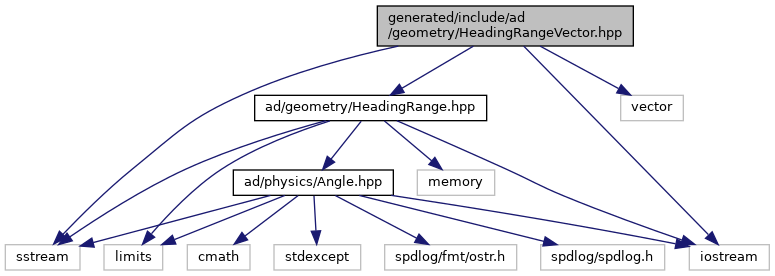 generated/include/ad
/geometry/HeadingRangeVector.hpp
ad/geometry/HeadingRange.hpp
vector
ad/physics/Angle.hpp
memory
sstream
limits
cmath
stdexcept
spdlog/fmt/ostr.h
spdlog/spdlog.h
iostream